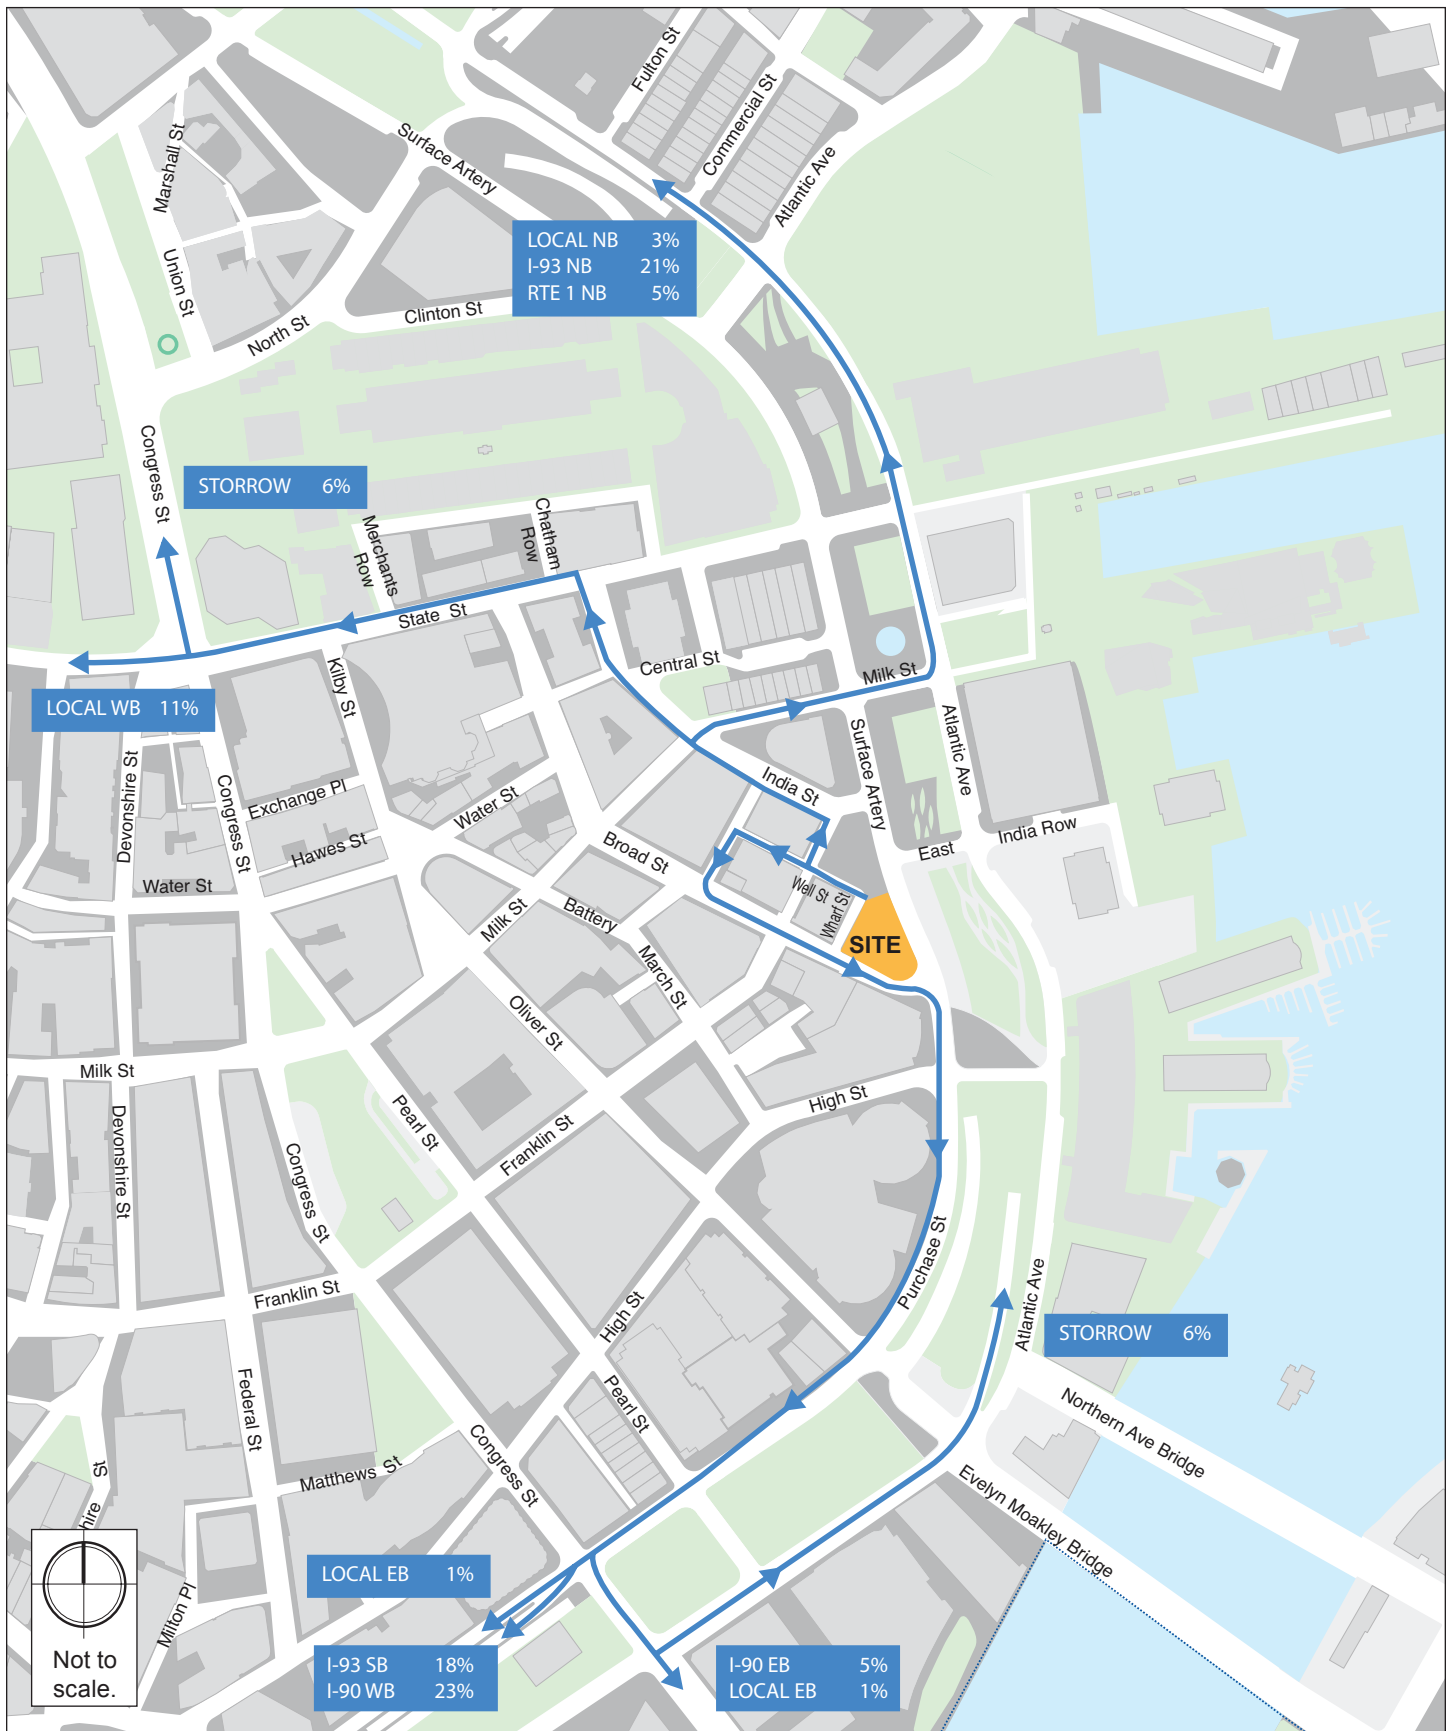 Fulton St
Commercial St
Atlantic Ave
Surface Artery
Marshall St
Union St
LOCAL NB 3%
I-93 NB 21%
RTE 1 NB 5%
Clinton St
North St
Congress St
STORROW 6%
Merchants
Row
Chatham
Row
State St
Central St
Milk St
Kilby St
LOCAL WB 11%
Surface Artery
Atlantic Ave
Devonshire St
Congress St
Exchange Pl
Hawes St
Water St
India St
India Row
East
Broad St
Water St
Well St
Wharf St
Battery
March St
Milk St
SITE
Oliver St
Milk St
Devonshire St
Pearl St
High St
Franklin St
Congress St
Purchase St
Franklin St
High St
Atlantic Ave
STORROW 6%
Federal St
Pearl St
Northern Ave Bridge
Congress St
Matthews St
Evelyn Moakley Bridge
hire St
LOCAL EB 1%
Milton Pl
Not to
scale.
I-93 SB 18%
I-90 WB 23%
I-90 EB 5%
LOCAL EB 1%